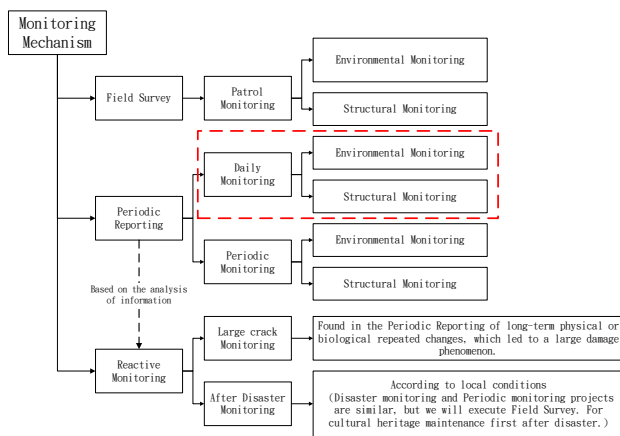 Monitoring
Mechanism
Field Survey
Patrol
Monitoring
Environmental Monitoring
Structural Monitoring
Periodic
Reporting
Daily
Monitoring
Environmental Monitoring
Structural Monitoring
Periodic
Monitoring
Environmental Monitoring
Structural Monitoring
Based on the analysis
of information
Reactive
Monitoring
Large crack
Monitoring
Found in the Periodic Reporting of long-term physical or
biological repeated changes, which led to a large damage
phenomenon.
After Disaster
Monitoring
According to local conditions
(Disaster monitoring and Periodic monitoring projects
are similar, but we will execute Field Survey. For
cultural heritage maintenance first after disaster.)